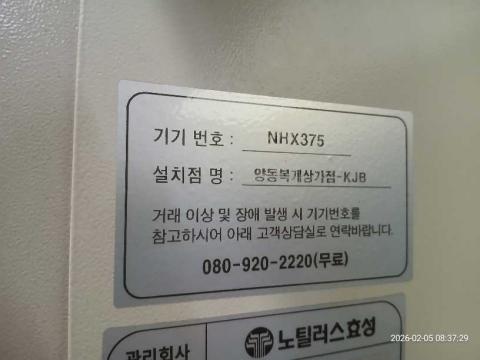 기기 번호 : NHX375
설치점 명 : 양동복개상가점-KJB
거래 이상 및 장애 발생 시 기기번호를
참고하시어 아래 고객상담실로 연락바랍니다.
080-920-2220(무료)
관리회사 노틸러스효성
2026-02-05 08:37:29